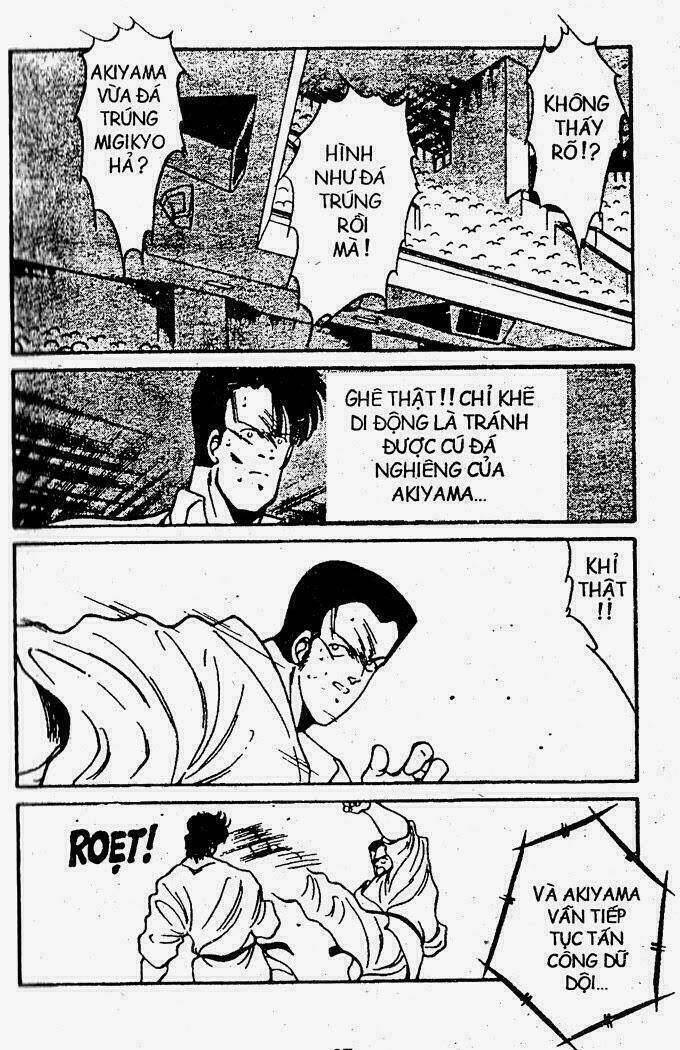 AKIYAMA
VỪA ĐÁ
TRÚNG
MIGIKYO
HẢ?
HÌNH
NHƯ ĐÁ
TRÚNG
RỒI
MÀ!
KHÔNG
THẤY
RÕ!?
GHÊ THẬT!! CHỈ KHẼ
DI ĐỘNG LÀ TRÁNH
ĐƯỢC CÚ ĐÁ
NGHIÊNG CỦA
AKIYAMA...
KHỈ
THẬT
!!
ROẸT!
VÀ AKIYAMA
VẪN TIẾP
TỤC TẤN
CÔNG DỮ
DỘI...